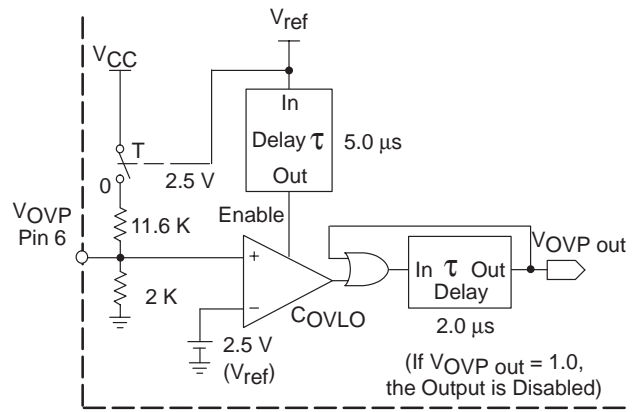 Vref
VCC
In
Delay τ
Out
5.0 µs
T
0
2.5 V
VOVP
Pin 6
11.6 K
Enable
2 K
+
–
COVLO
2.5 V
(Vref)
In τ Out
Delay
2.0 µs
VOVP out
(If VOVP out = 1.0,
the Output is Disabled)